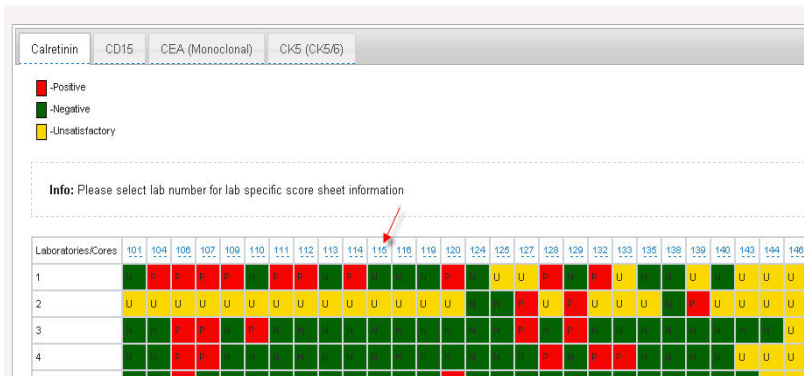 Calretinin CD15 CEA (Monoclonal) CK5 (CK5/6)
-Positive
-Negative
-Unsatisfactory
Info: Please select lab number for lab specific score sheet information
Laboratories/Cores 101 104 106 107 109 110 111 112 113 114 115 116 119 120 124 125 127 128 129 132 133 135 138 139 140 143 144 146
1 N P P P P N P P N P N N N P N U U P N P U N N U N U U U
2 U U U U U U U U U U U U U U N N P U P U U U N P U U U U
3 N N P P N P N N N N N N N N N N P N P N N N N N N N N U
4 N N P P N N N N N N N N N N N N N P N P P N N N N U U U